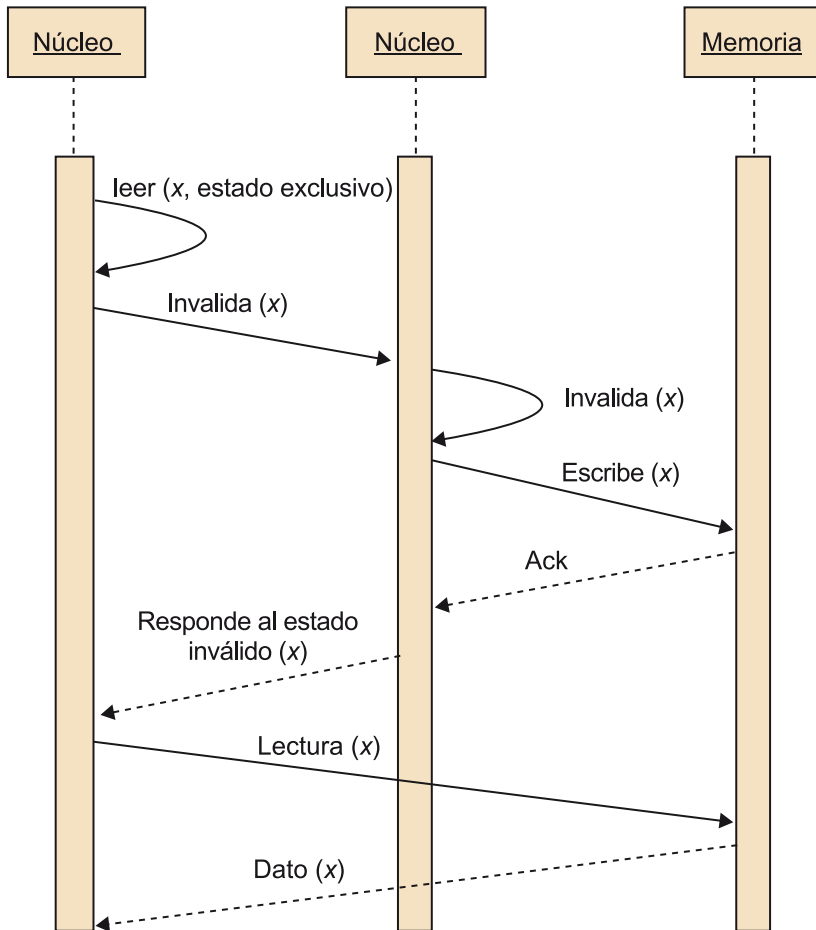 Núcleo
Núcleo
Memoria
leer (x, estado exclusivo)
Invalida (x)
Invalida (x)
Escribe (x)
Ack
Responde al estado
inválido (x)
Lectura (x)
Dato (x)